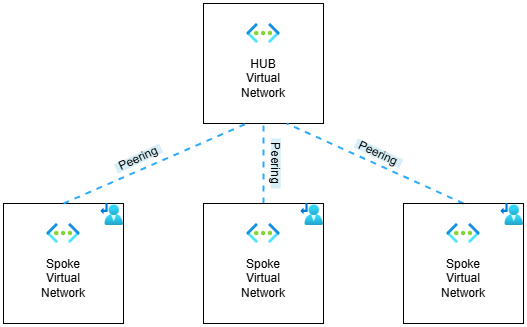 HUB
Virtual
Network
Peering
Peering
Peering
Spoke
Virtual
Network
Spoke
Virtual
Network
Spoke
Virtual
Network